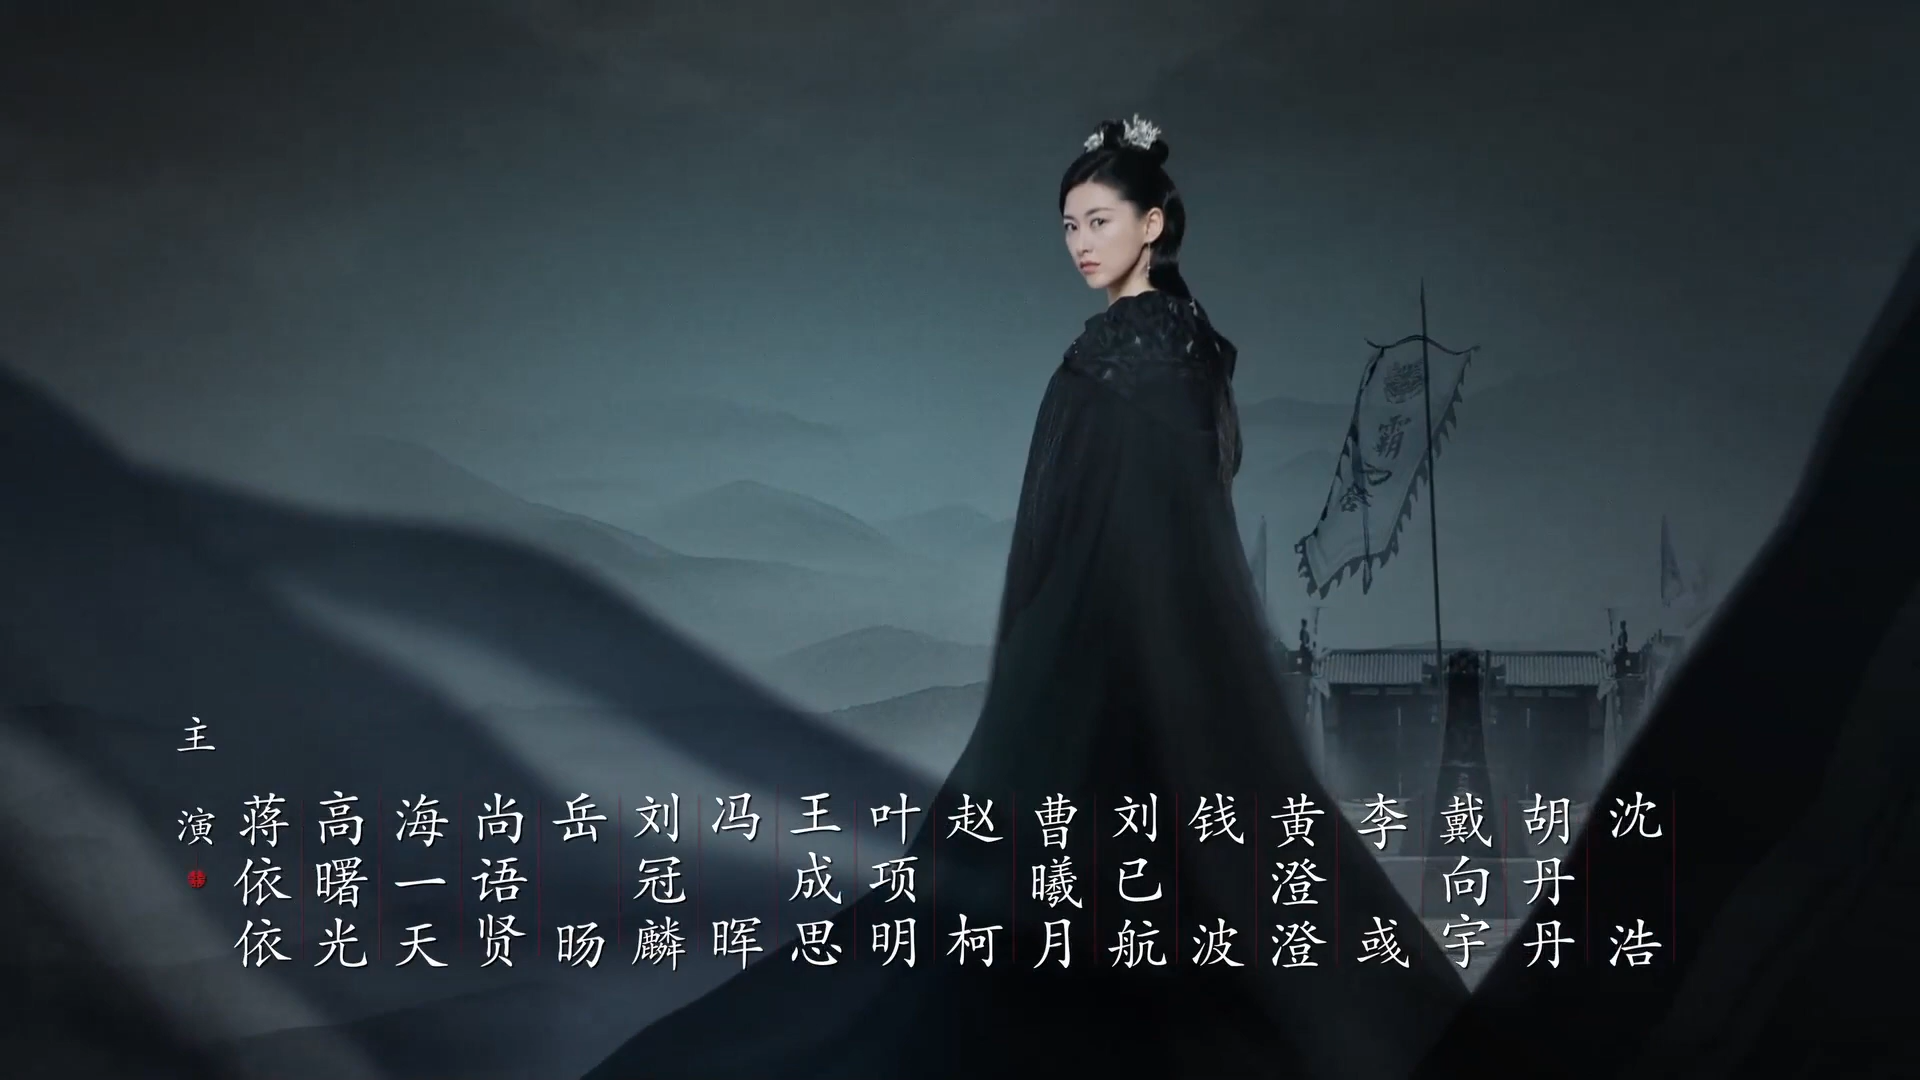 主演
蒋依依
高曙光
海一天
尚语贤
岳旸
刘冠麟
冯晖
王成思
叶项明
赵柯
曹曦月
刘已航
钱波
黄澄澄
李彧
戴向宇
胡丹丹
沈浩
霸